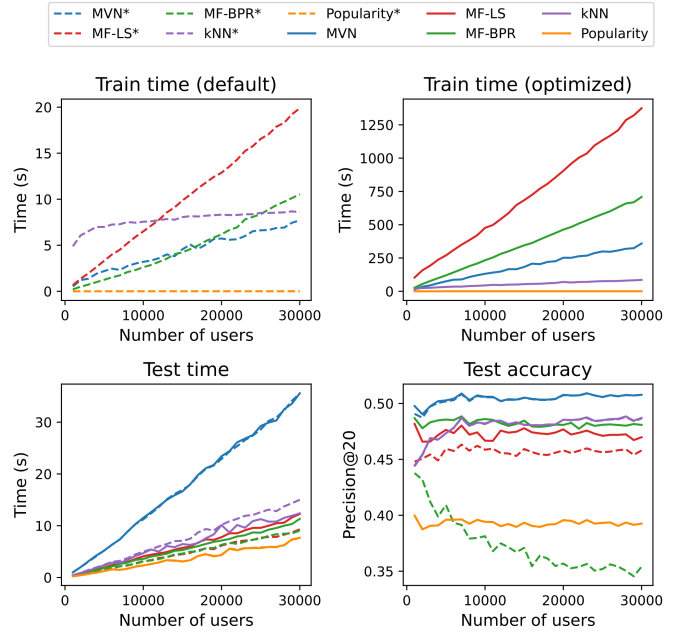 MVN* MF-BPR* Popularity* MF-LS kNN
MF-LS* kNN* MVN MF-BPR Popularity
Train time (default) Train time (optimized)
20
15
10
5
0
Time (s)
0 10000 20000 30000
Number of users
1250
1000
750
500
250
0
Time (s)
0 10000 20000 30000
Number of users
Test time Test accuracy
30
20
10
0
Time (s)
0 10000 20000 30000
Number of users
0.50
0.45
0.40
0.35
Precision@20
0 10000 20000 30000
Number of users